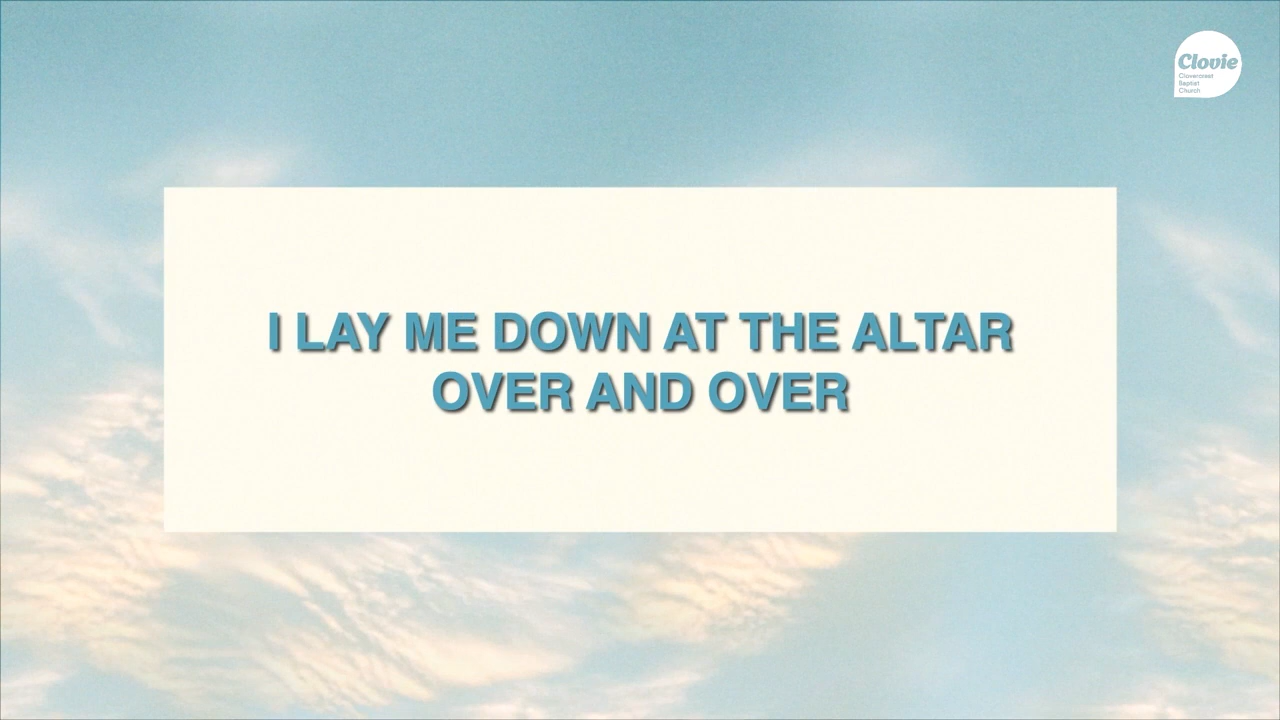 Clovie
Clovercrest
Baptist
Church
I LAY ME DOWN AT THE ALTAR
OVER AND OVER